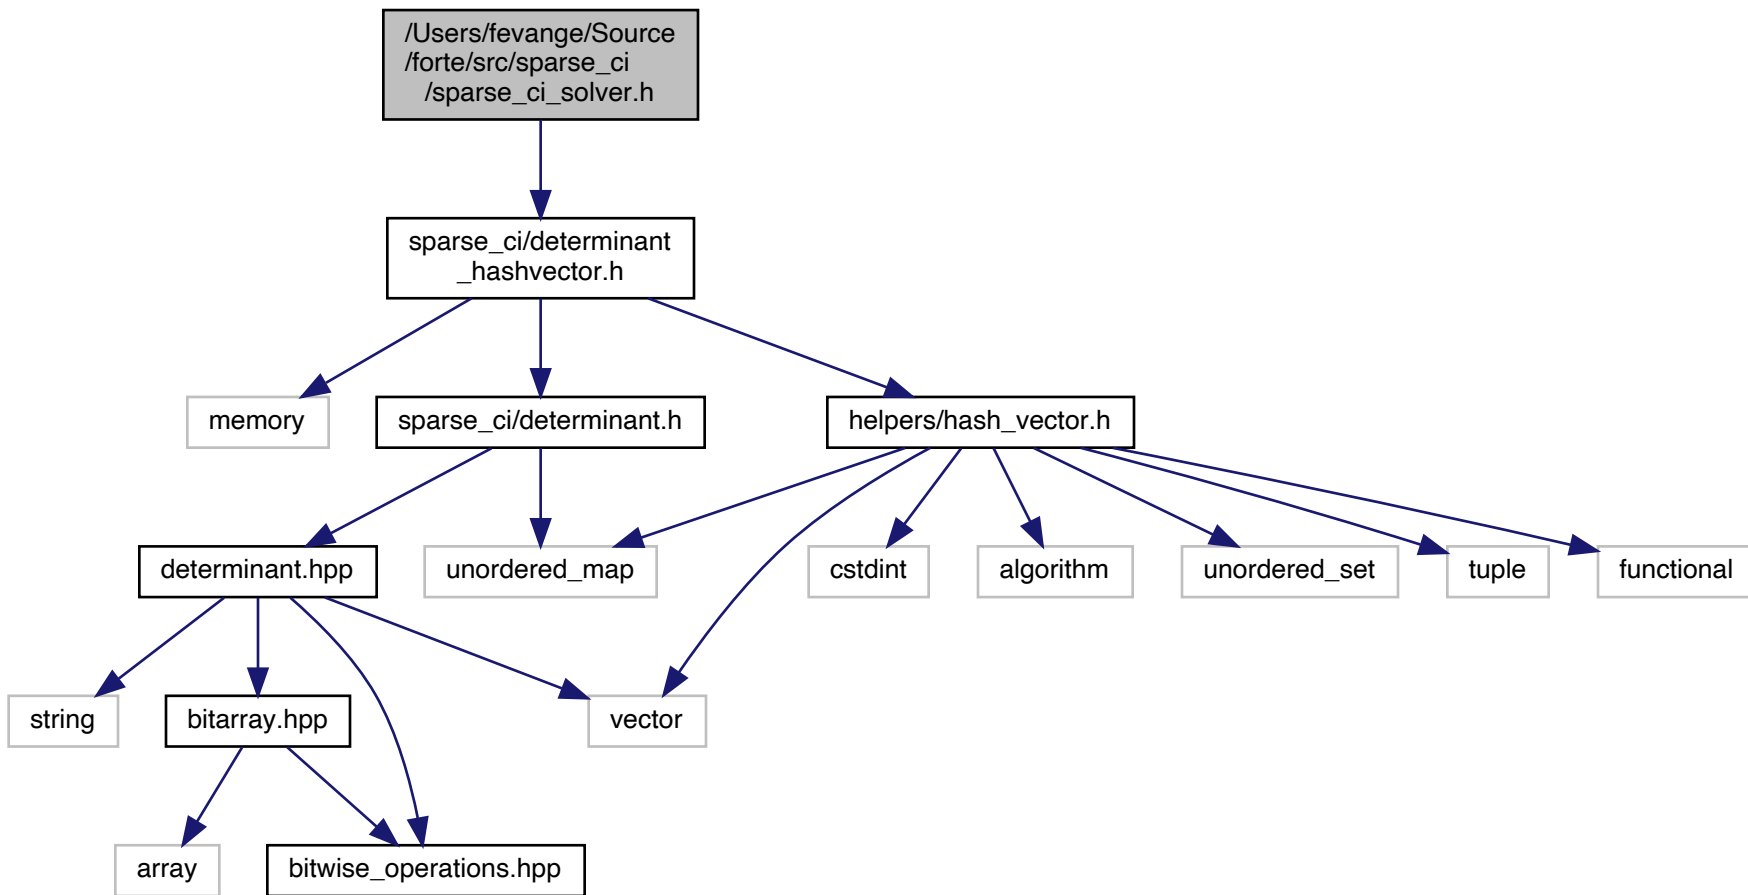 /Users/fevange/Source
/forte/src/sparse_ci
/sparse_ci_solver.h
sparse_ci/determinant
_hashvector.h
memory
sparse_ci/determinant.h
helpers/hash_vector.h
determinant.hpp
unordered_map
cstdint
algorithm
unordered_set
tuple
functional
string
bitarray.hpp
vector
array
bitwise_operations.hpp